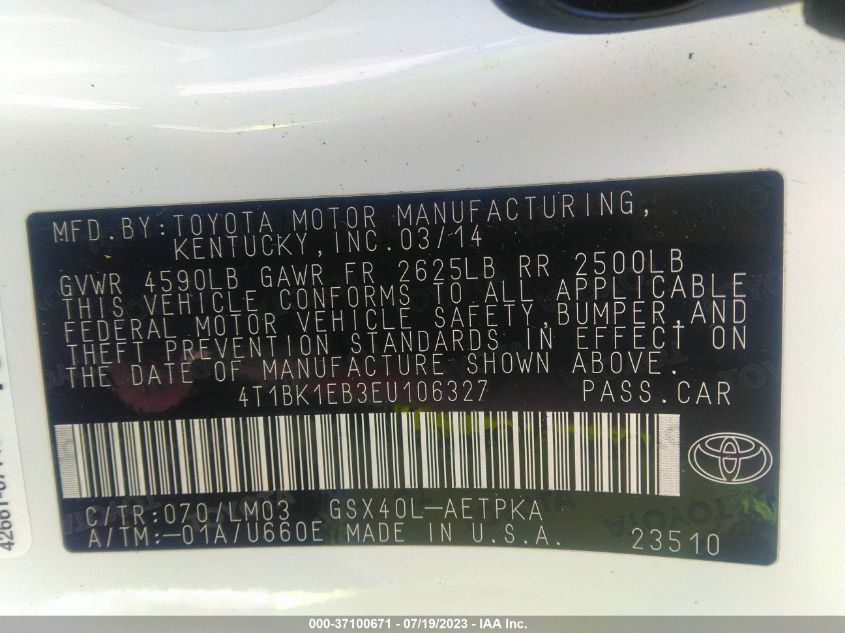 MFD. BY: TOYOTA MOTOR MANUFACTURING,
KENTUCKY, INC. 03/14
GVWR 4590LB GAWR FR 2625LB RR 2500LB
THIS VEHICLE CONFORMS TO ALL APPLICABLE
FEDERAL MOTOR VEHICLE SAFETY, BUMPER, AND
THEFT PREVENTION STANDARDS IN EFFECT ON
THE DATE OF MANUFACTURE SHOWN ABOVE.
4T1BK1EB3EU106327 PASS. CAR
C/TR: 070/LM03 GSX40L-AETPKA
A/TM: -01A/U660E MADE IN U.S.A. 23510
000-37100671 - 07/19/2023 - IAA Inc.